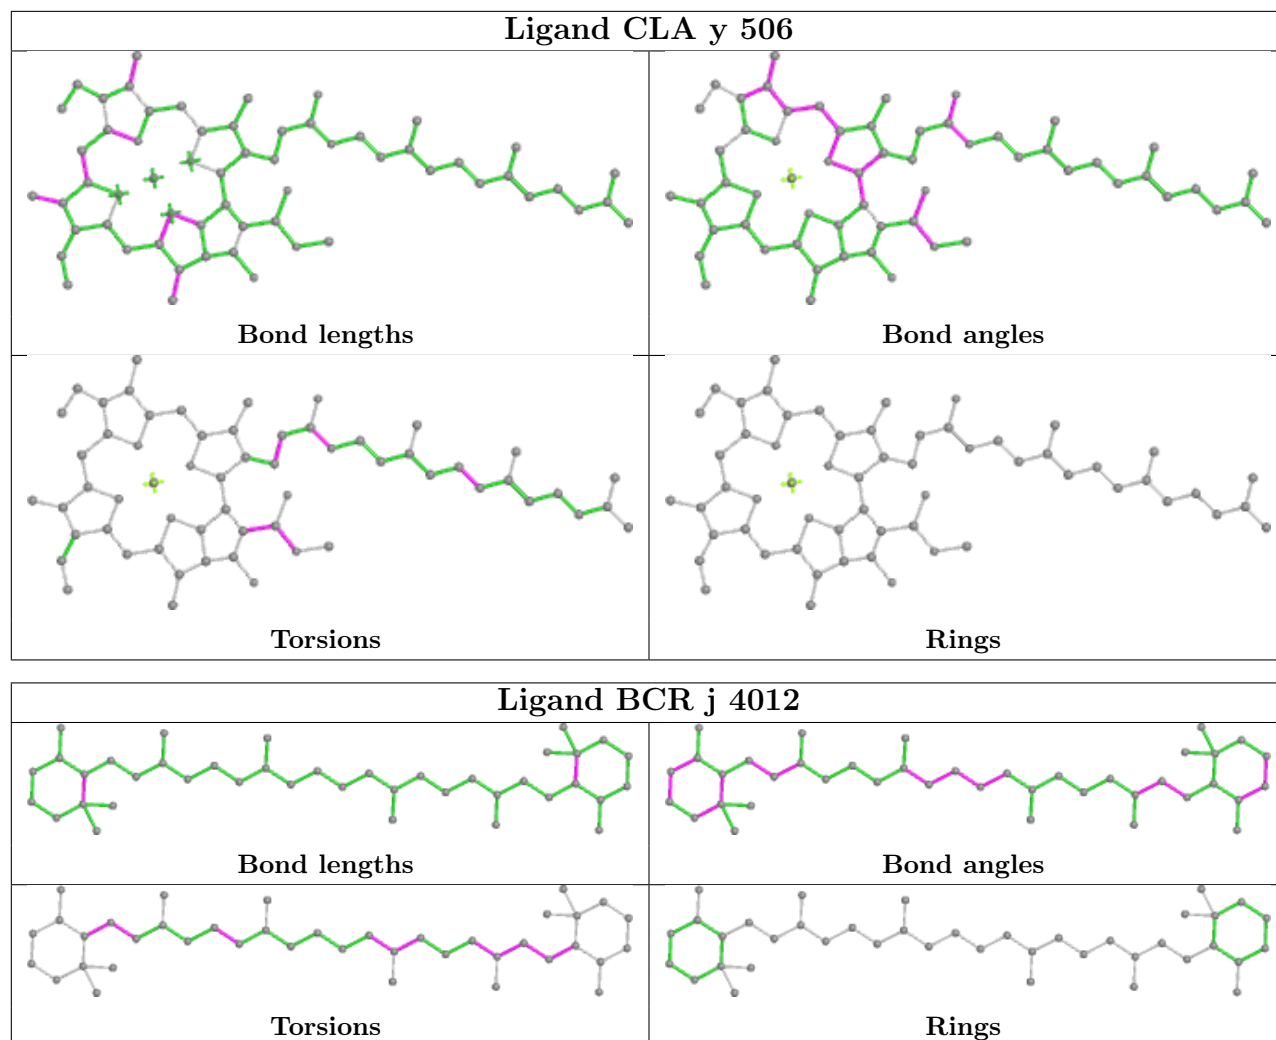 Ligand CLA y 506
Bond lengths
Bond angles
Torsions
Rings
Ligand BCR j 4012
Bond lengths
Bond angles
Torsions
Rings